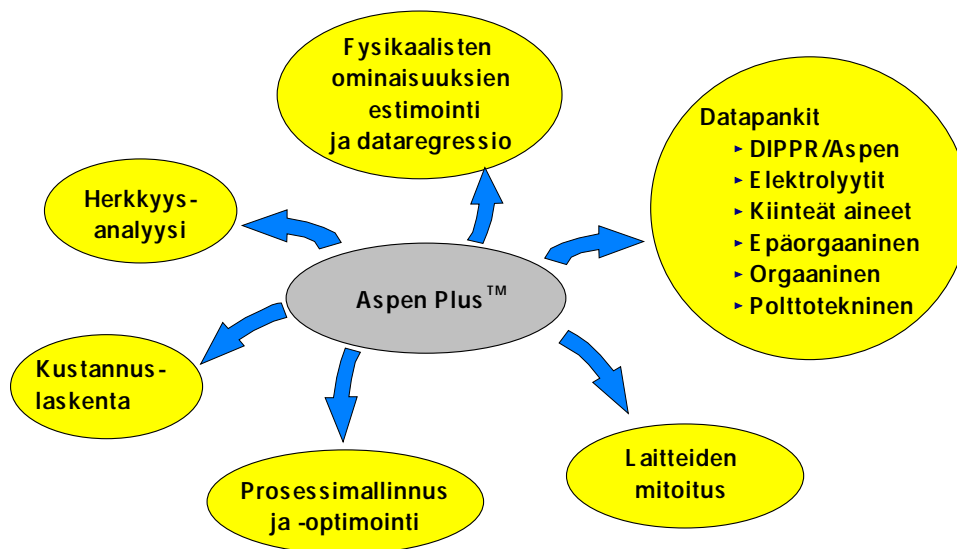 Fysikaalisten
ominaisuuksien
estimointi
ja dataregressio
Datapankit
► DIPPR/Aspen
► Elektrolyytit
► Kiinteät aineet
► Epäorgaaninen
► Orgaaninen
► Polttotekninen
Herkkyys-
analyysi
Aspen Plus™
Kustannus-
laskenta
Prosessimallinnus
ja -optimointi
Laitteiden
mitoitus